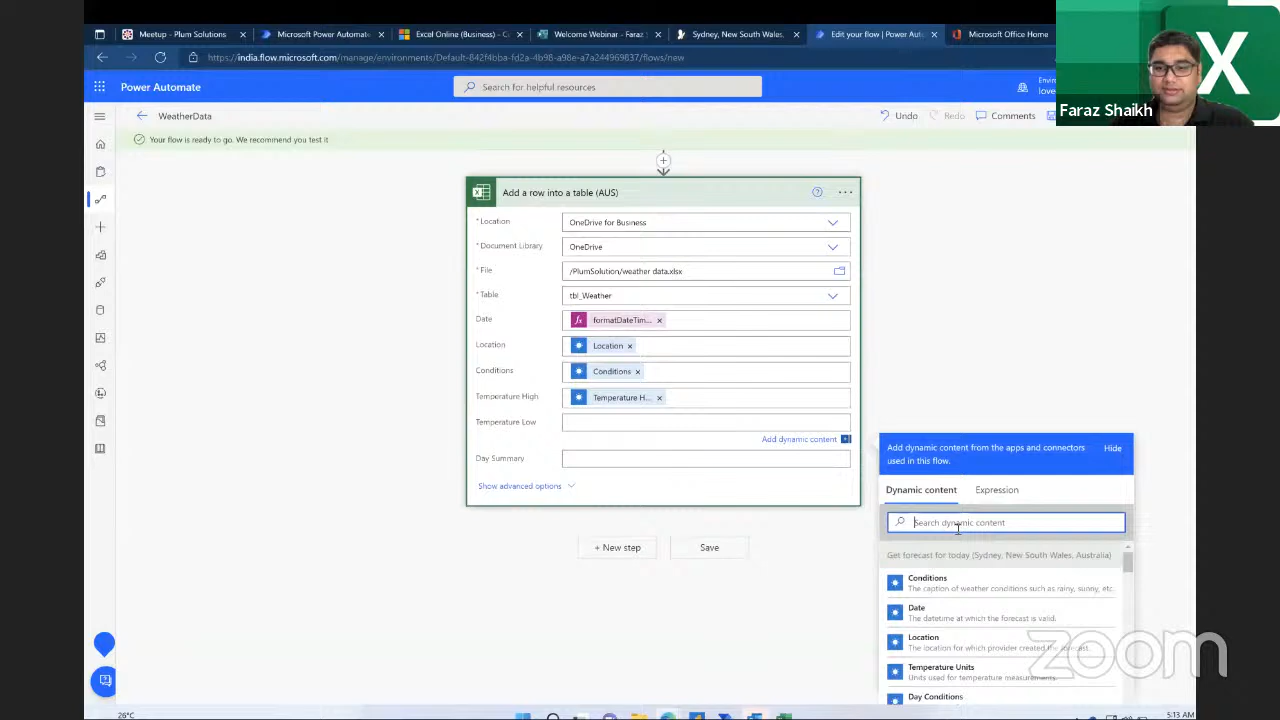 Meetup - Plum Solutions
Microsoft Power Automate
Excel Online (Business) - C
Welcome Webinar - Faraz S
Sydney, New South Wales,
Edit your flow | Power Automate
Microsoft Office Home
https://india.flow.microsoft.com/manage/environments/Default-842f4bba-fd2a-4b98-a98e-a7a244969837/flows/new
X
Faraz Shaikh
Power Automate
Search for helpful resources
Enviro
love
WeatherData
Undo
Redo
Comments
Your flow is ready to go. We recommend you test it
Add a row into a table (AUS)
* Location
OneDrive for Business
* Document Library
OneDrive
* File
/PlumSolution/weather data.xlsx
* Table
tbl_Weather
Date
fx formatDateTim... x
Location
Location x
Conditions
Conditions x
Temperature High
Temperature H... x
Temperature Low
Add dynamic content
Day Summary
Show advanced options
+ New step
Save
Add dynamic content from the apps and connectors
used in this flow.
Hide
Dynamic content
Expression
Search dynamic content
Get forecast for today (Sydney, New South Wales, Australia)
Conditions
The caption of weather conditions such as rainy, sunny, etc.
Date
The datetime at which the forecast is valid.
Location
The location for which provider created the forecast.
Temperature Units
Units used for temperature measurements.
Day Conditions
zoom
26°C
5:13 AM